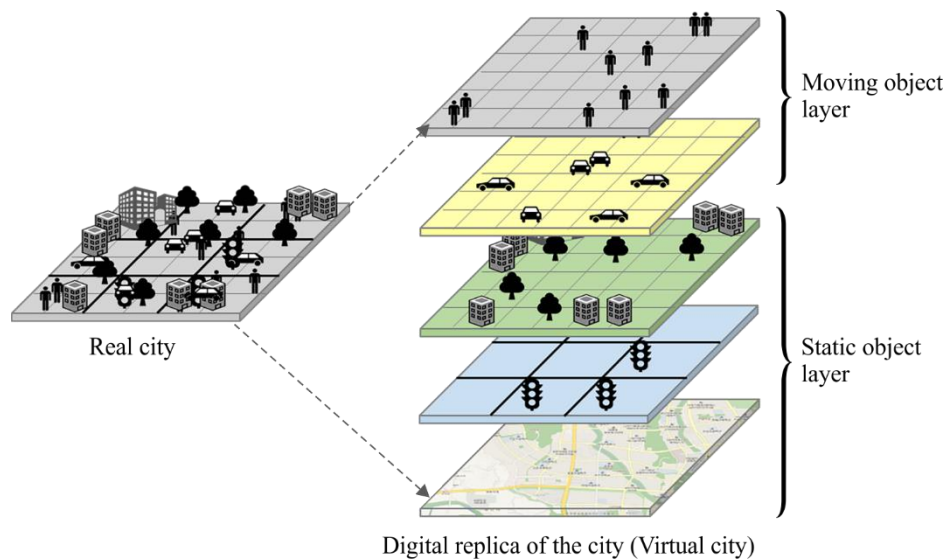 Moving object
layer
Real city
Static object
layer
Digital replica of the city (Virtual city)